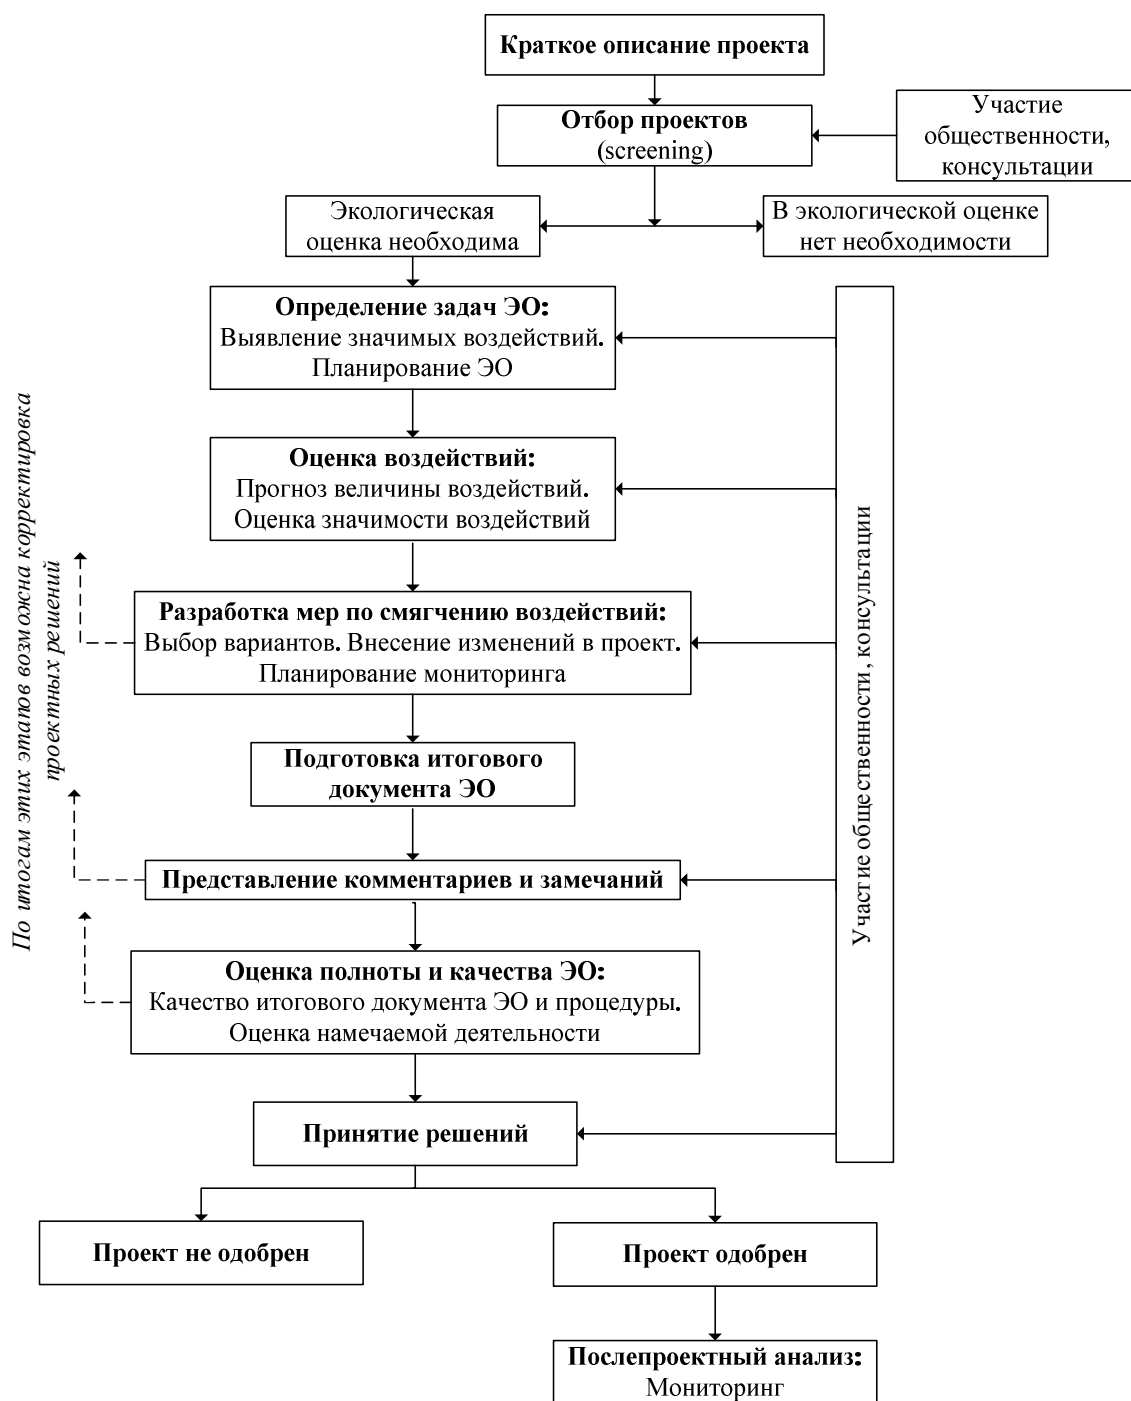 Краткое описание проекта
Отбор проектов
(screening)
Участие
общественности,
консультации
Экологическая
оценка необходима
В экологической оценке
нет необходимости
Определение задач ЭО:
Выявление значимых воздействий.
Планирование ЭО
Оценка воздействий:
Прогноз величины воздействий.
Оценка значимости воздействий
Разработка мер по смягчению воздействий:
Выбор вариантов. Внесение изменений в проект.
Планирование мониторинга
Подготовка итогового
документа ЭО
Представление комментариев и замечаний
Оценка полноты и качества ЭО:
Качество итогового документа ЭО и процедуры.
Оценка намечаемой деятельности
Принятие решений
Проект не одобрен
Проект одобрен
Послепроектный анализ:
Мониторинг
По итогам этих этапов возможна корректировка
проектных решений
Участие общественности, консультации